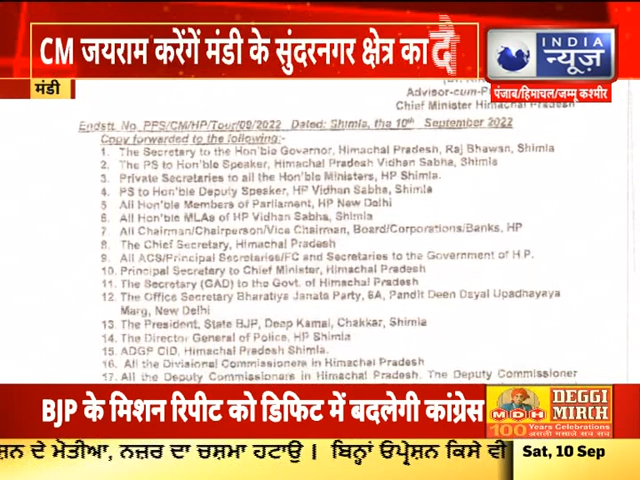 CM जयराम करेंगें मंडी के सुंदरनगर क्षेत्र का
INDIA
न्यूज़
मंडी
पंजाब/हिमाचल/जम्मू कश्मीर
Advisor-cum-P
Chief Minister Himachal Pradesh
Endstt. No. PPS/CM/HP/Tour/09/2022 Dated: Shimla, the 10th September 2022
Copy forwarded to the following:-
1. The Secretary to the Hon'ble Governor, Himachal Pradesh, Raj Bhawan, Shimla
2. The PS to Hon'ble Speaker, Himachal Pradesh Vidhan Sabha, Shimla
3. Private Secretaries to all the Hon'ble Ministers, HP Shimla.
4. PS to Hon'ble Deputy Speaker, HP Vidhan Sabha, Shimla
5 All Hon'ble Members of Parliament, HP New Delhi
6. All Hon'ble MLAs of HP Vidhan Sabha, Shimla
7. All Chairman/Chairperson/Vice Chairman, Board/Corporations/Banks, HP
8. The Chief Secretary, Himachal Pradesh
9. All ACS/Principal Secretaries/FC and Secretaries to the Government of H.P.
10. Principal Secretary to Chief Minister, Himachal Pradesh
11. The Secretary (GAD) to the Govt. of Himachal Pradesh
12. The Office Secretary Bharatiya Janata Party, 6A, Pandit Deen Dayal Upadhayaya
Marg, New Delhi
13 The President, State BJP, Deep Kamal, Chakkar, Shimla
14. The Director General of Police, HP Shimla
15. ADGP CID, Himachal Pradesh Shimla.
16. All the Divisional Commissioners in Himachal Pradesh
17. All the Deputy Commissioners in Himachal Pradesh. The Deputy Commissioner
BJP के मिशन रिपीट को डिफिट में बदलेगी कांग्रेस
MDH
DEGGI
MIRCH
100 Years Celebrations
असली मसाले सच सच
ਸ਼ਨ ਦੇ ਮੋਤੀਆ, ਨਜ਼ਰ ਦਾ ਚਸ਼ਮਾ ਹਟਾਉ | ਬਿਨ੍ਹਾਂ ਓਪ੍ਰੇਸ਼ਨ ਕਿਸੇ ਵੀ
Sat, 10 Sep